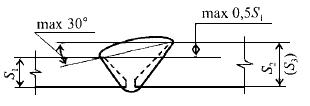 max 30°
max 0,5S₁
S₁
S₂
(S₃)